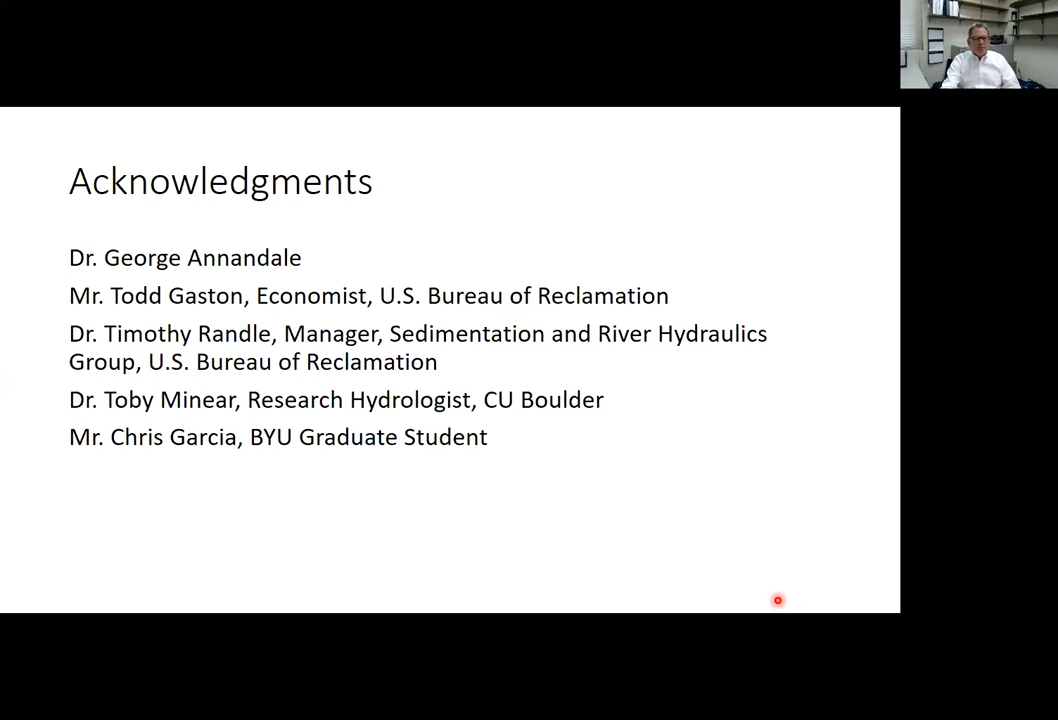 Acknowledgments
Dr. George Annandale
Mr. Todd Gaston, Economist, U.S. Bureau of Reclamation
Dr. Timothy Randle, Manager, Sedimentation and River Hydraulics
Group, U.S. Bureau of Reclamation
Dr. Toby Minear, Research Hydrologist, CU Boulder
Mr. Chris Garcia, BYU Graduate Student